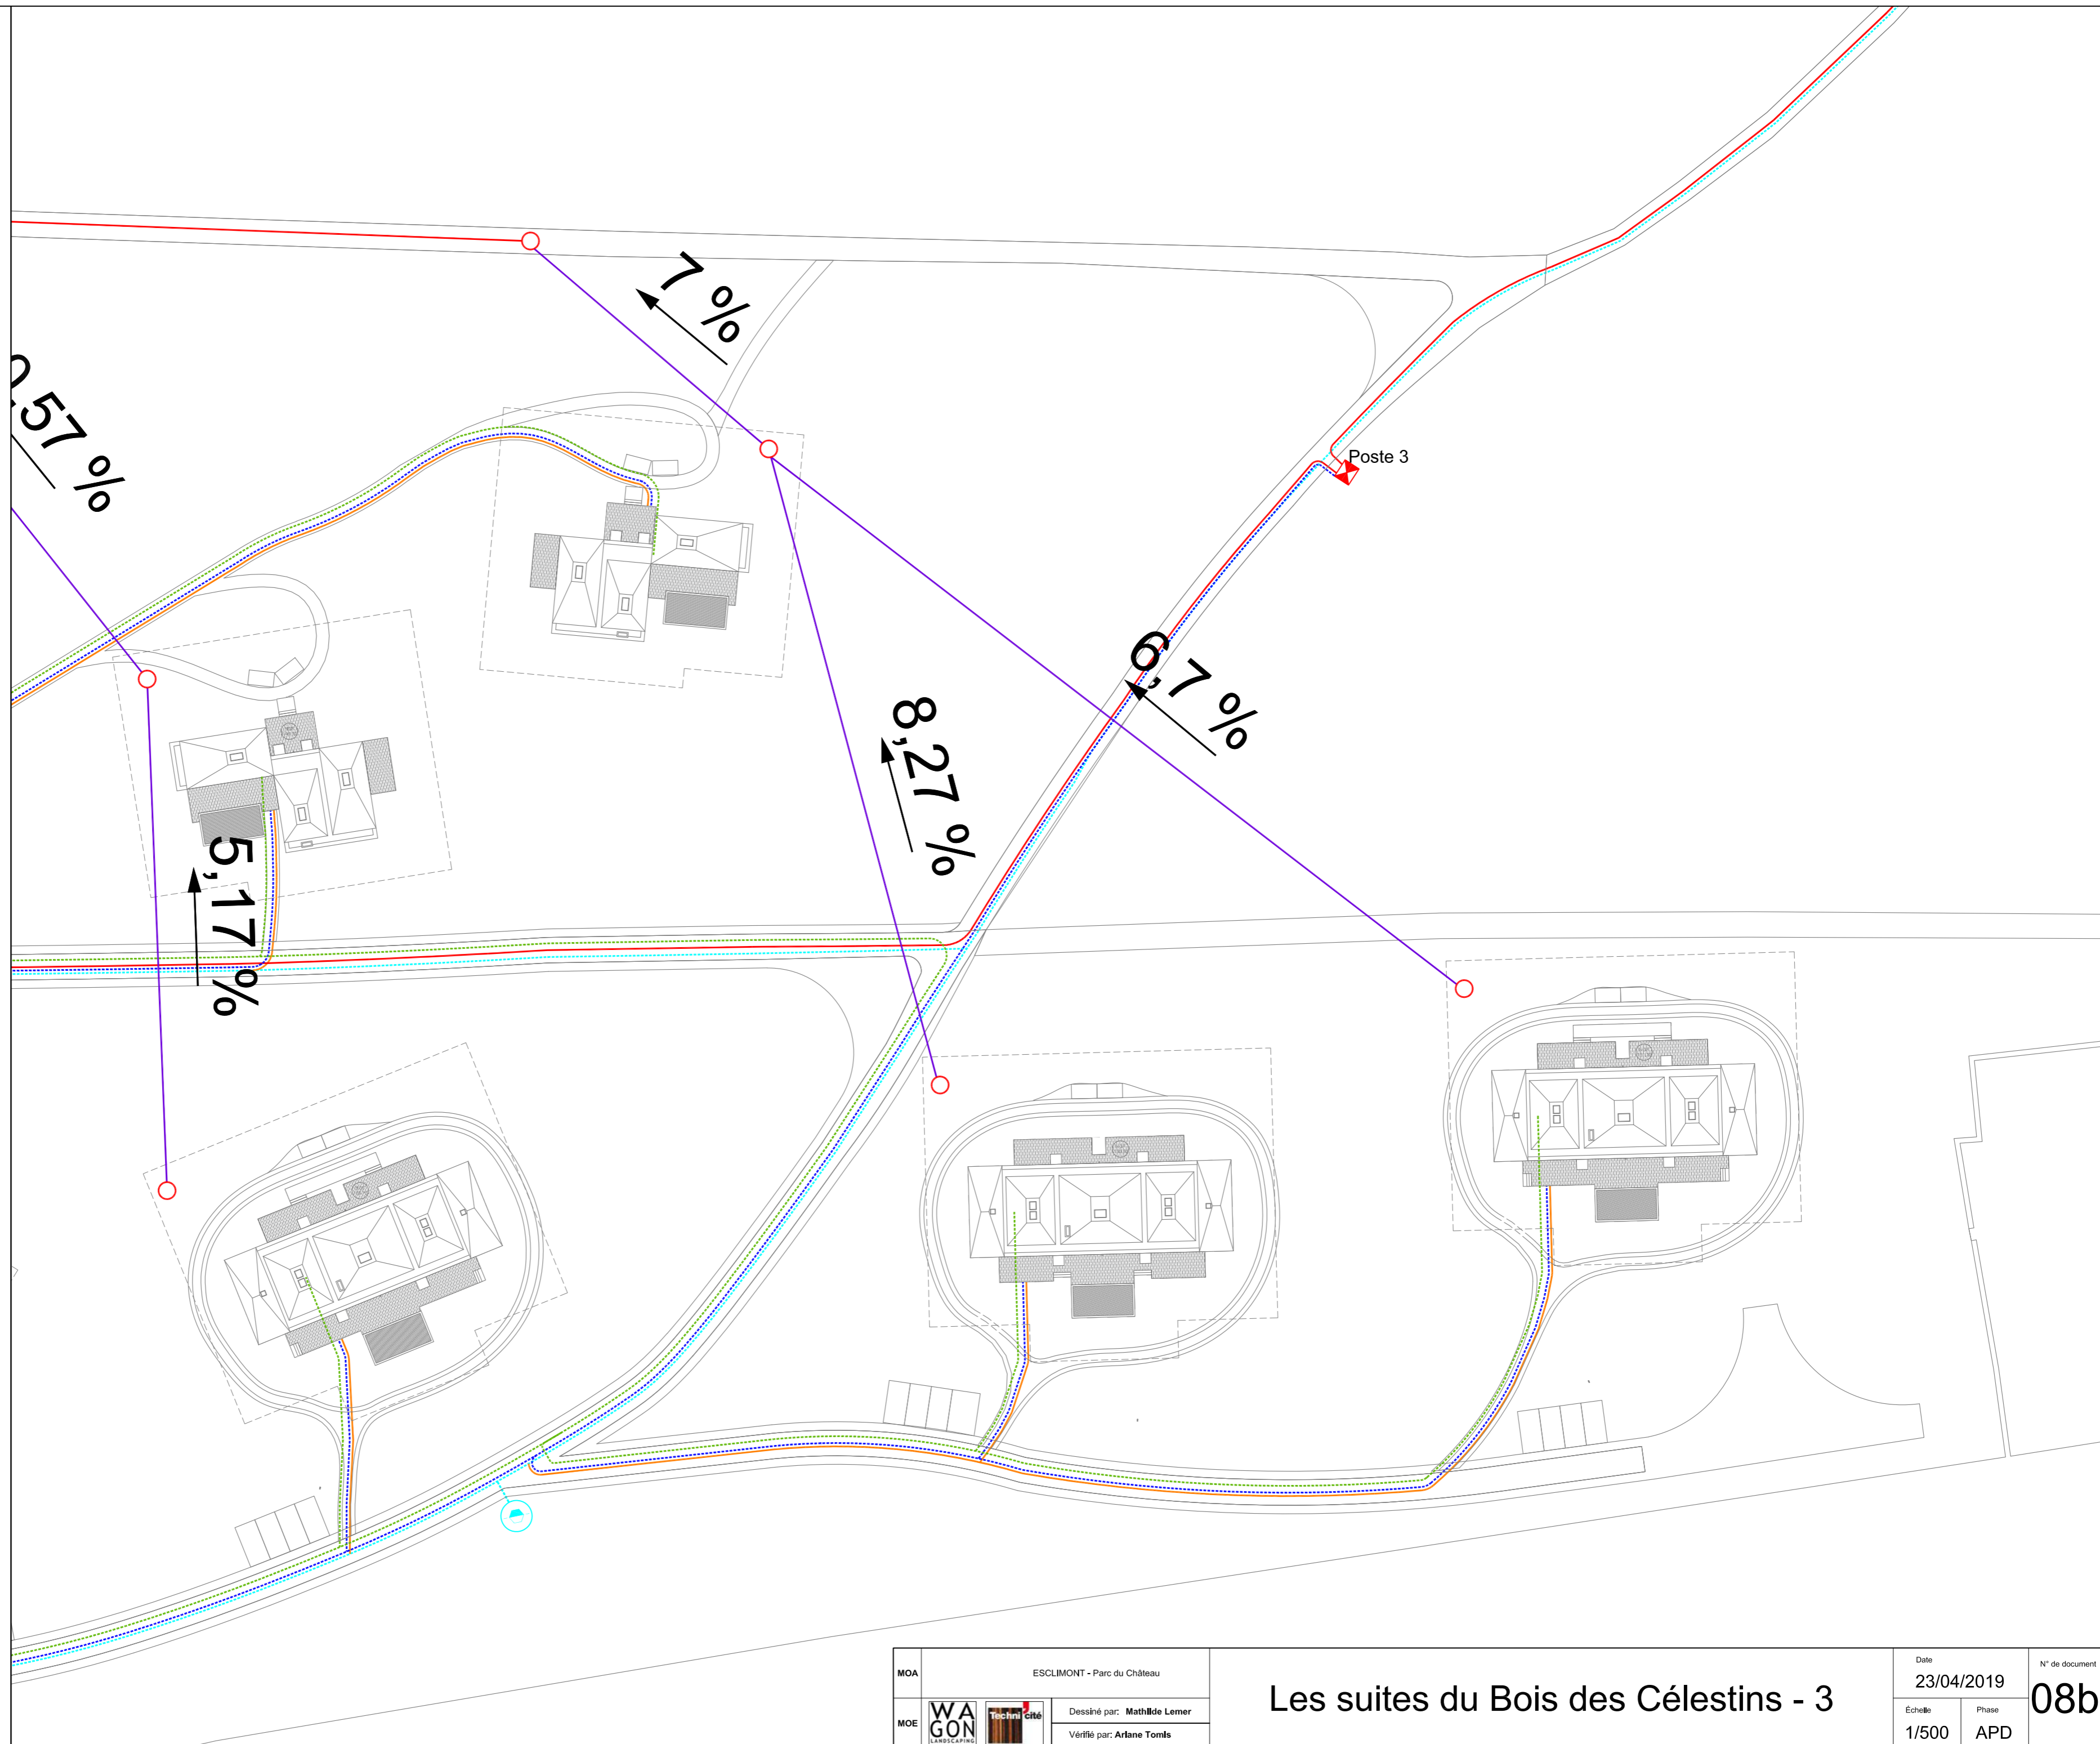 7 %
0,57 %
Poste 3
6,7 %
8,27 %
5,17 %
MOA
ESCLIMONT - Parc du Château
MOE
WA
GON
LANDSCAPING
Techni'cité
Dessiné par: Mathilde Lemer
Vérifié par: Ariane Tomis
Les suites du Bois des Célestins - 3
Date
23/04/2019
Échelle
1/500
Phase
APD
N° de document
08b